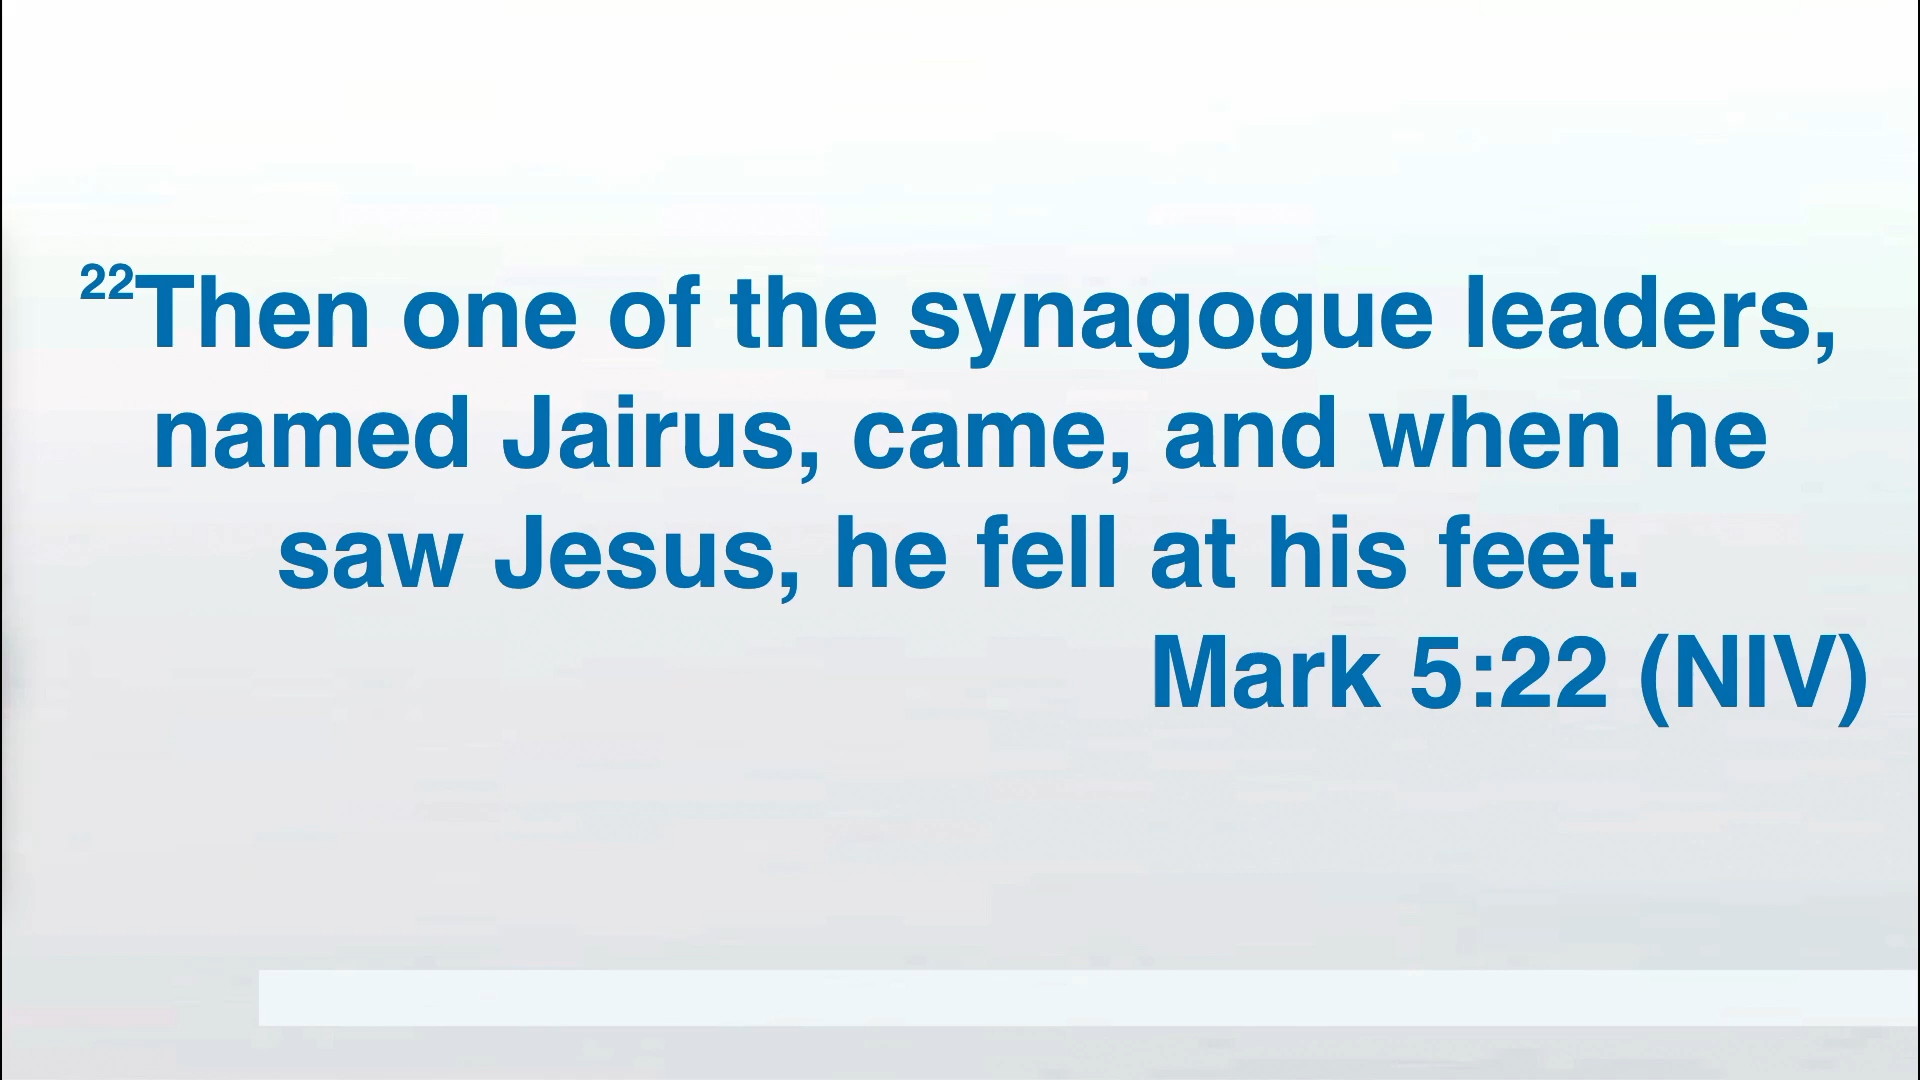 22Then one of the synagogue leaders,
named Jairus, came, and when he
saw Jesus, he fell at his feet.
Mark 5:22 (NIV)